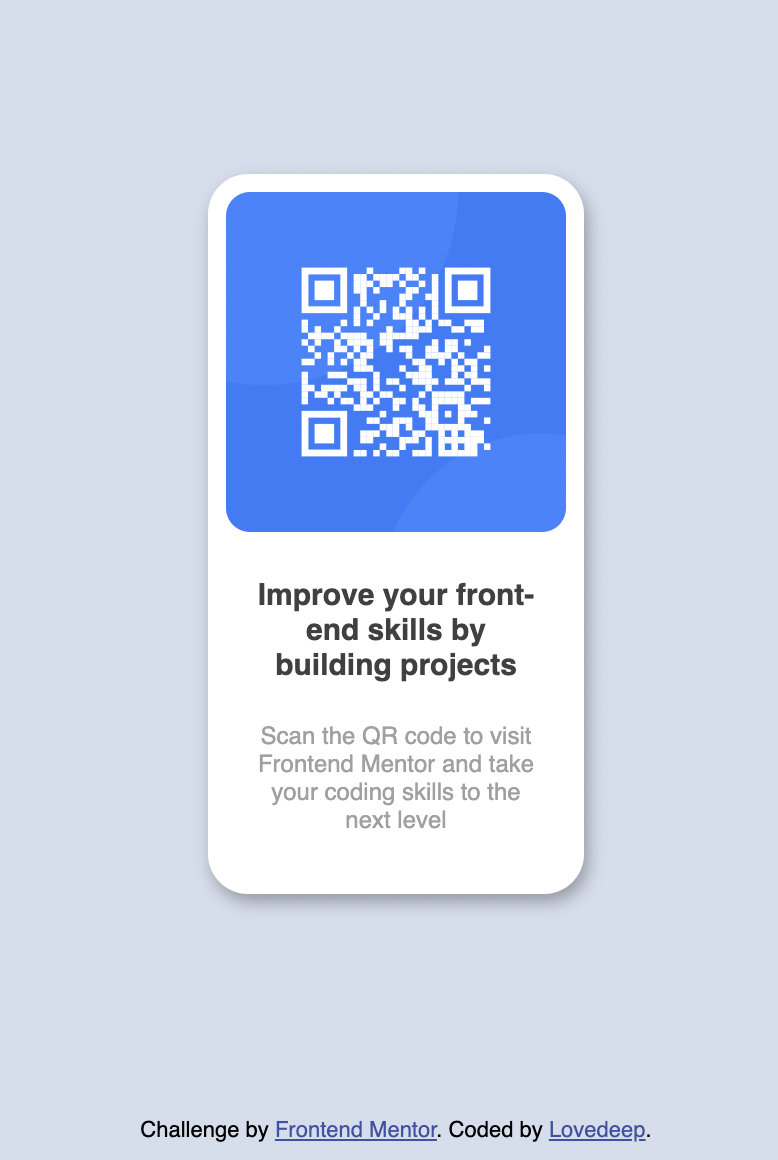 Improve your front-
end skills by
building projects
Scan the QR code to visit
Frontend Mentor and take
your coding skills to the
next level
Challenge by Frontend Mentor. Coded by Lovedeep.